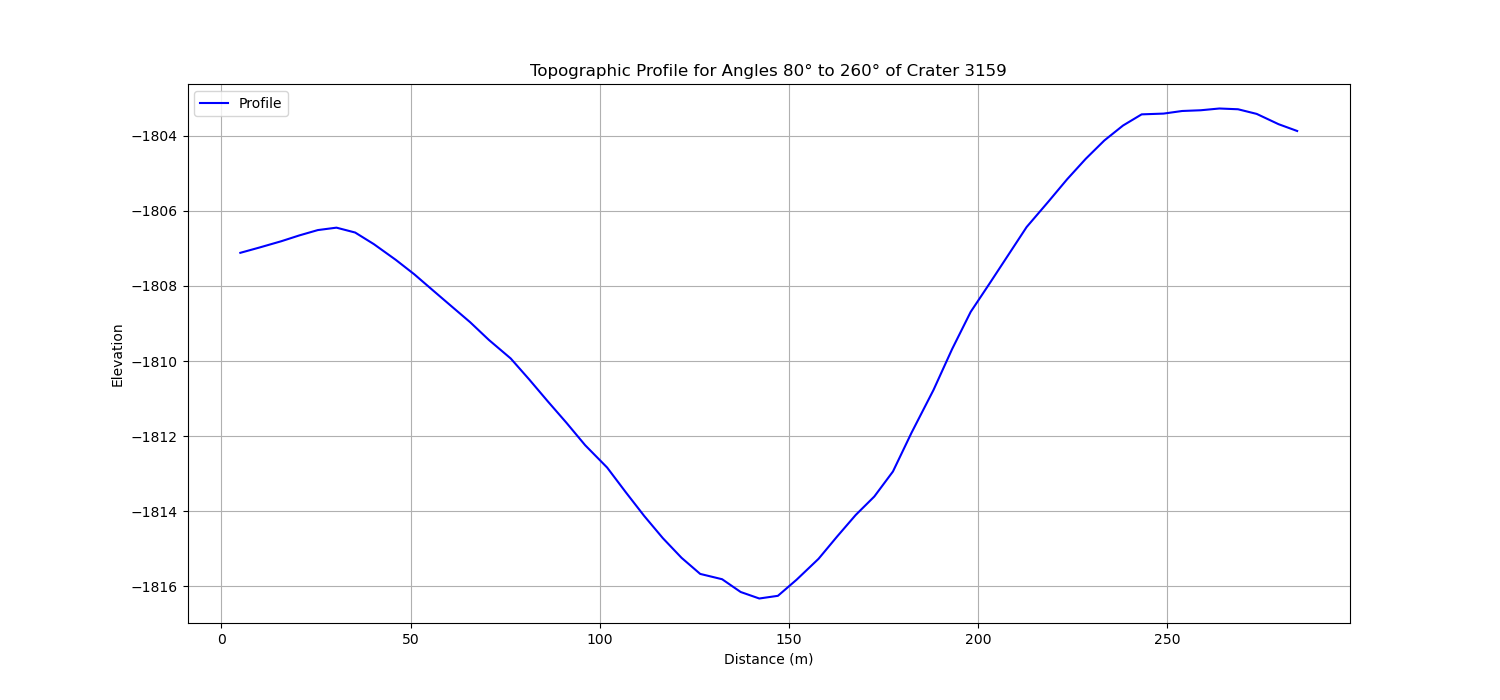 Topographic Profile for Angles 80° to 260° of Crater 3159
Profile
−1804
−1806
−1808
−1810
−1812
−1814
−1816
Elevation
0 50 100 150 200 250
Distance (m)